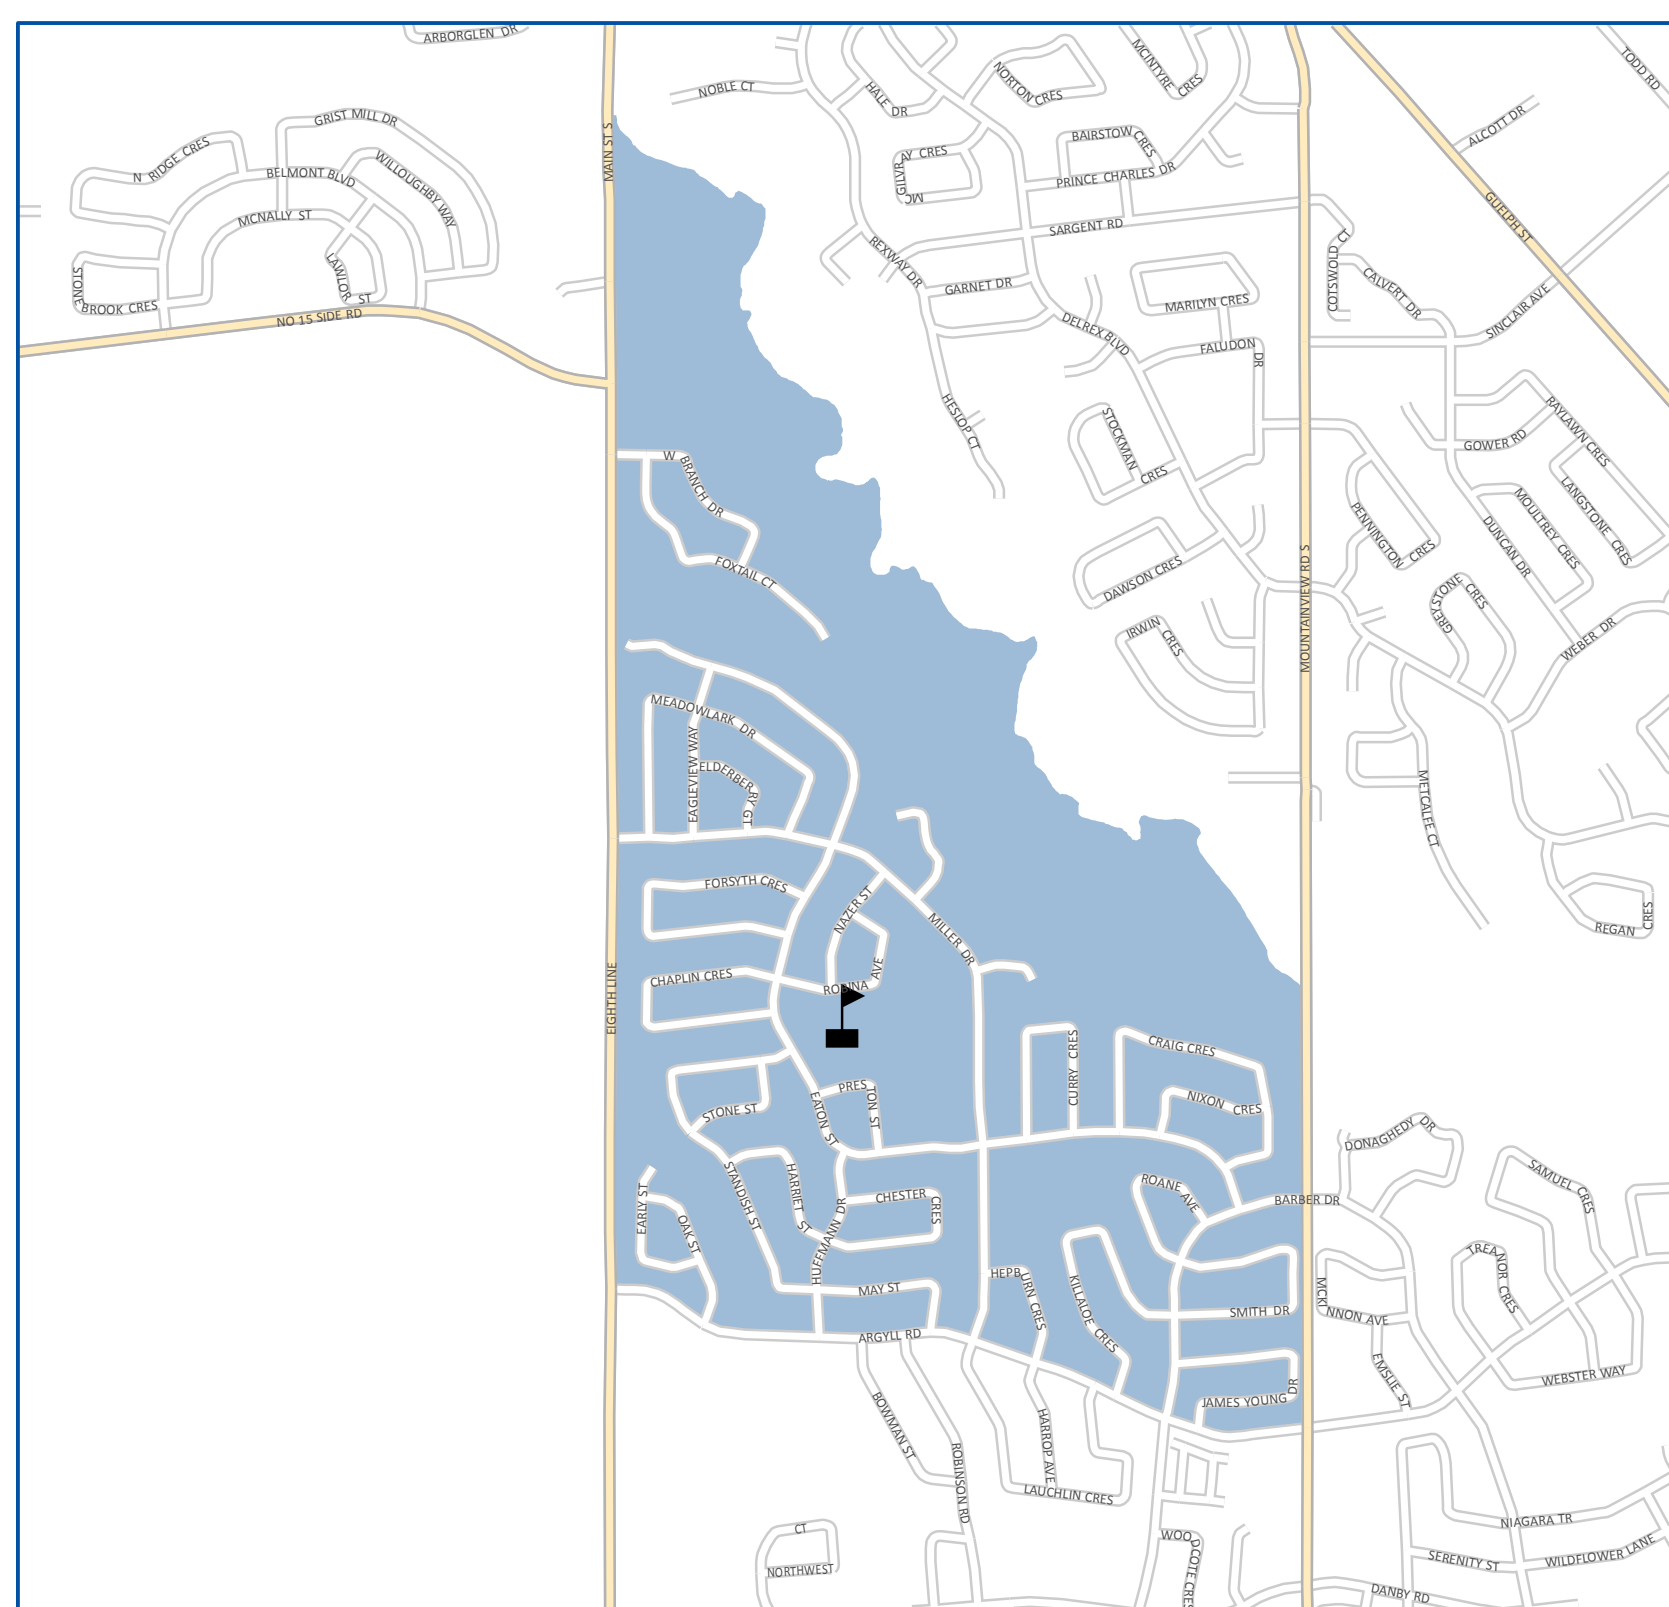 ARBORGLEN DR
NOBLE CT
HALE DR
NORTON CRES
MCINTYRE CRES
TODD RD
ALCOTT DR
GUELPH ST
GRIST MILL DR
N RIDGE CRES
BELMONT BLVD
WILLOUGHBY WAY
MCNALLY ST
LAWLOR ST
STONE BROOK CRES
NO 15 SIDE RD
MAIN ST S
MCGILVRAY CRES
BAIRSTOW CRES
PRINCE CHARLES DR
SARGENT RD
REXWAY DR
GARNET DR
DELREX BLVD
MARILYN CRES
FALUDON DR
COTSWOLD CT
CALVERT DR
SINCLAIR AVE
HESLOP CT
STOCKMAN CRES
GOWER RD
RAYLAWN CRES
LANGSTONE CRES
MOULTREY CRES
DUNCAN DR
PENNINGTON CRES
GREYSTONE CRES
WEBER DR
DAWSON CRES
IRWIN CRES
MOUNTAINVIEW RD S
METCALFE CT
REGAN CRES
W BRANCH DR
FOXTAIL CT
MEADOWLARK DR
EAGLEVIEW WAY
ELDERBERRY GT
FORSYTH CRES
NAZER ST
MILLER DR
CHAPLIN CRES
ROBINA AVE
EIGHTH LINE
PRESTON ST
EATON ST
STONE ST
CURRY CRES
CRAIG CRES
NIXON CRES
STANDISH ST
HARRIET ST
HUFFMANN DR
CHESTER CRES
EARLY ST
OAK ST
MAY ST
ARGYLL RD
HEPBURN CRES
KILLALOE CRES
ROANE AVE
BARBER DR
SMITH DR
JAMES YOUNG DR
DONAGHEDY DR
SAMUEL CRES
TREANOR CRES
MCKINNON AVE
EMSLIE ST
WEBSTER WAY
BOWMAN ST
ROBINSON RD
HARROP AVE
LAUCHLIN CRES
NORTHWEST CT
WOODCOTE CRES
NIAGARA TR
SERENITY ST
WILDFLOWER LANE
DANBY RD